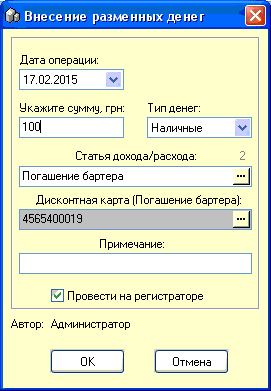 Внесение разменных денег
Дата операции:
17.02.2015
Укажите сумму, грн: Тип денег:
100 Наличные
Статья дохода/расхода: 2
Погашение бартера ...
Дисконтная карта (Погашение бартера):
4565400019 ...
Примечание:
Провести на регистраторе
Автор: Администратор
OK Отмена